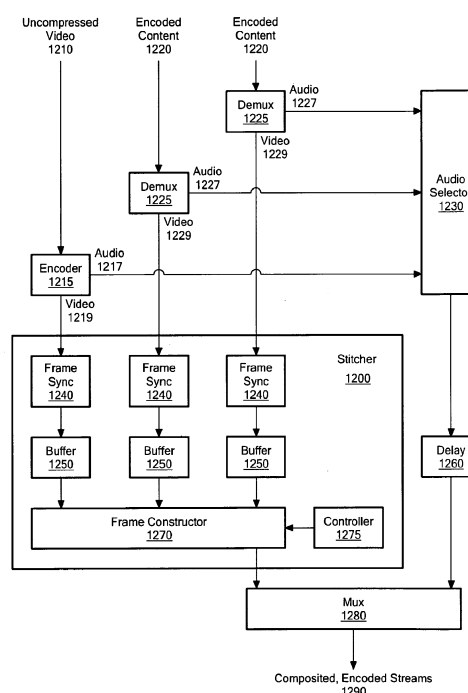 Uncompressed
Video
1210
Encoded
Content
1220
Encoded
Content
1220
Demux
1225
Audio
1227
Video
1229
Audio
Selecto
1230
Demux
1225
Audio
1227
Video
1229
Encoder
1215
Audio
1217
Video
1219
Stitcher
1200
Frame
Sync
1240
Frame
Sync
1240
Frame
Sync
1240
Buffer
1250
Buffer
1250
Buffer
1250
Delay
1260
Frame Constructor
1270
Controller
1275
Mux
1280
Composited, Encoded Streams
1290